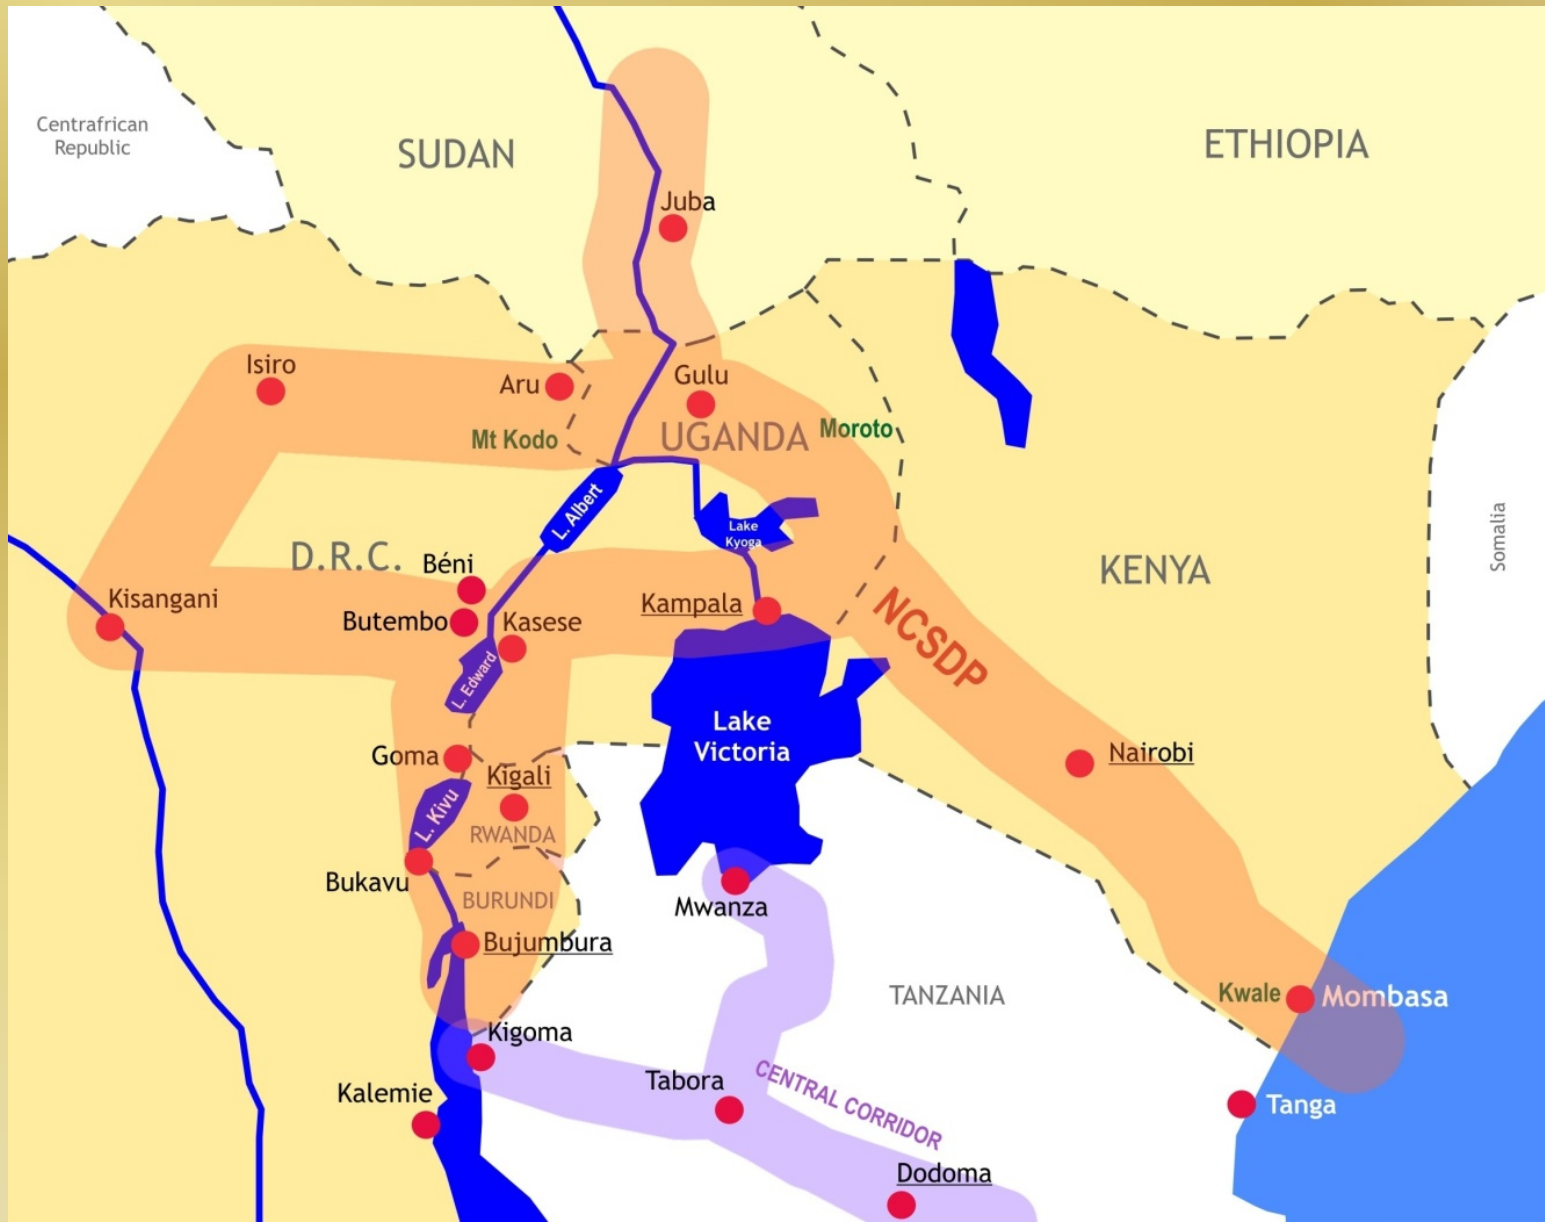 Centrafrican
Republic
SUDAN
ETHIOPIA
Juba
Isiro
Aru
Gulu
Mt Kodo
UGANDA
Moroto
L. Albert
Lake
Kyoga
Somalia
D.R.C.
Béni
KENYA
Kisangani
Butembo
Kasese
Kampala
NCSDP
L. Edward
Lake
Victoria
Goma
Kigali
Nairobi
L. Kivu
RWANDA
Bukavu
BURUNDI
Mwanza
Bujumbura
TANZANIA
Kwale
Mombasa
Kigoma
Kalemie
Tabora
CENTRAL CORRIDOR
Tanga
Dodoma